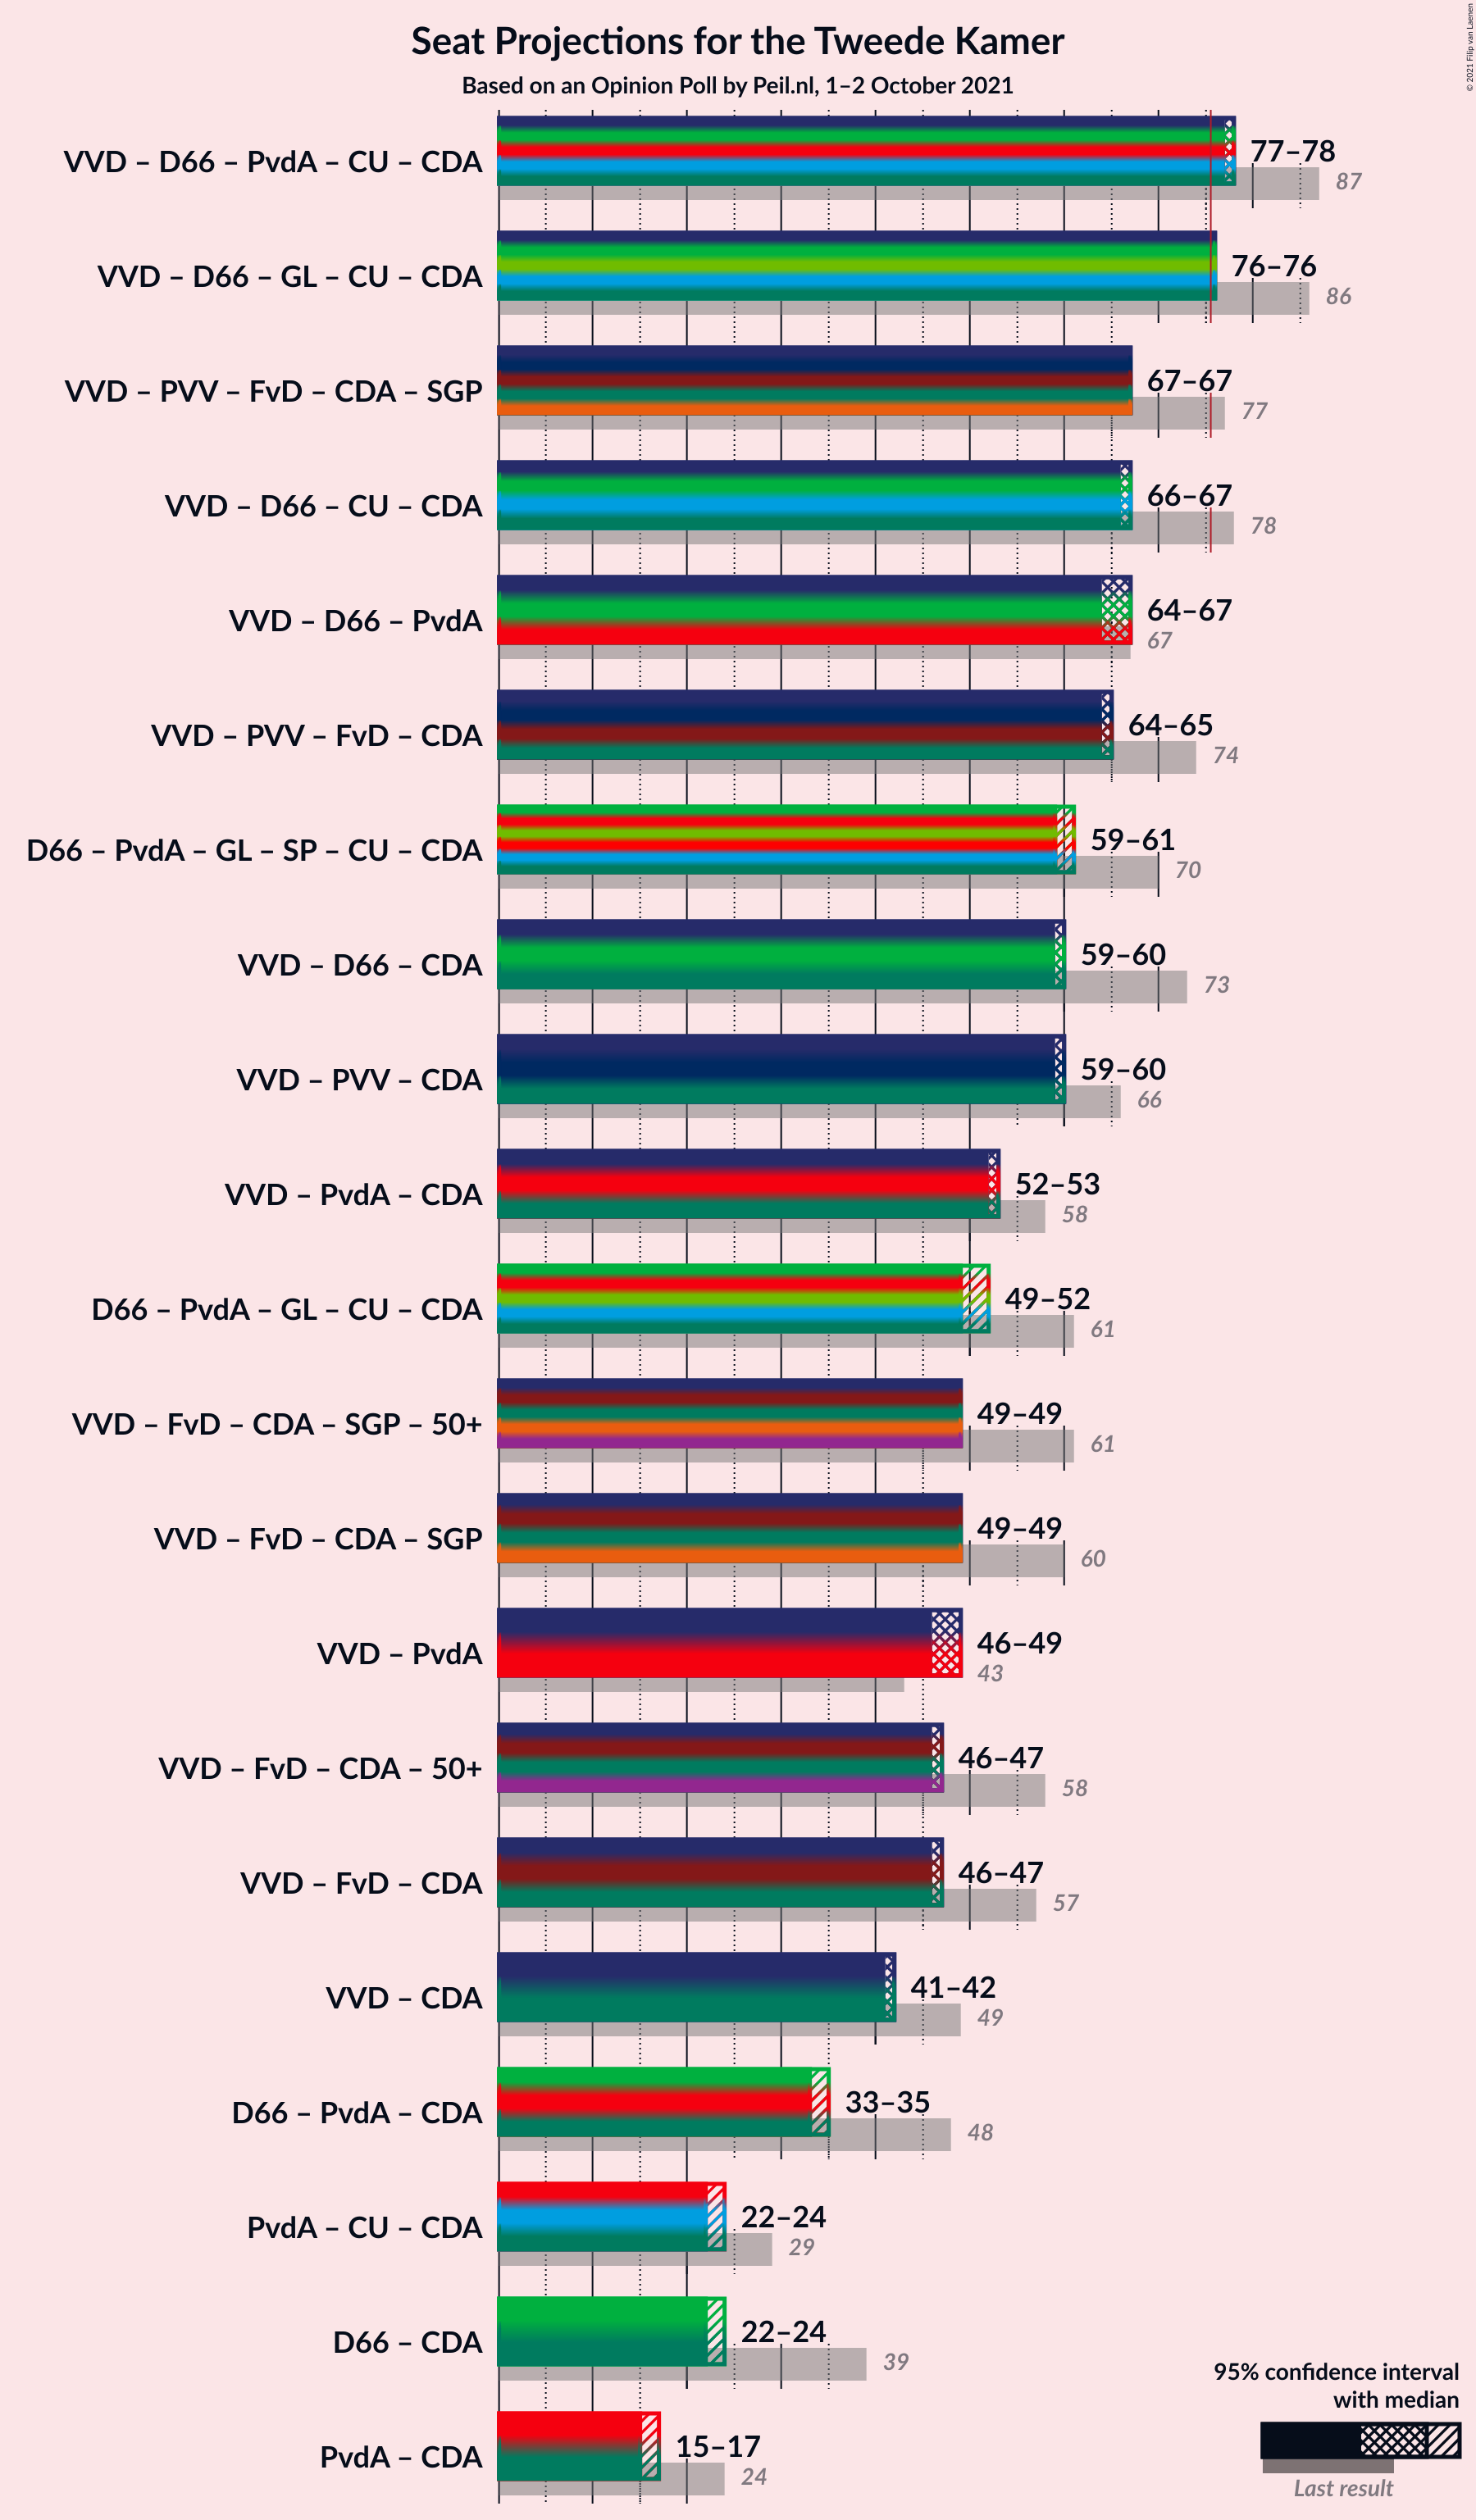 Seat Projections for the Tweede Kamer
Based on an Opinion Poll by Peil.nl, 1–2 October 2021
© 2021 Filip van Laenen
VVD – D66 – PvdA – CU – CDA
77–78
87
VVD – D66 – GL – CU – CDA
76–76
86
VVD – PVV – FvD – CDA – SGP
67–67
77
VVD – D66 – CU – CDA
66–67
78
VVD – D66 – PvdA
64–67
67
VVD – PVV – FvD – CDA
64–65
74
D66 – PvdA – GL – SP – CU – CDA
59–61
70
VVD – D66 – CDA
59–60
73
VVD – PVV – CDA
59–60
66
VVD – PvdA – CDA
52–53
58
D66 – PvdA – GL – CU – CDA
49–52
61
VVD – FvD – CDA – SGP – 50+
49–49
61
VVD – FvD – CDA – SGP
49–49
60
VVD – PvdA
46–49
43
VVD – FvD – CDA – 50+
46–47
58
VVD – FvD – CDA
46–47
57
VVD – CDA
41–42
49
D66 – PvdA – CDA
33–35
48
PvdA – CU – CDA
22–24
29
D66 – CDA
22–24
39
PvdA – CDA
15–17
24
95% confidence interval
with median
Last result